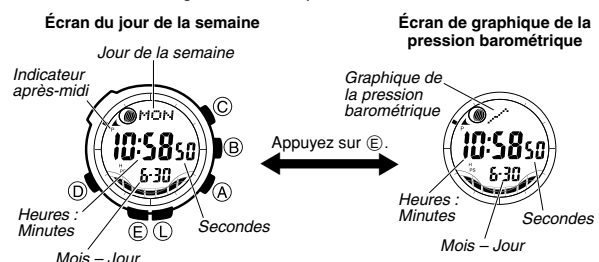 Écran du jour de la semaine
Jour de la semaine
Indicateur
après-midi
MON
P
10:58 50
H
PS
6-30
C
B
A
D
E
L
Heures :
Minutes
Secondes
Mois – Jour
Appuyez sur E.
Écran de graphique de la
pression barométrique
Graphique de
la pression
barométrique
P
10:58 50
H
PS
6-30
Heures :
Minutes
Secondes
Mois – Jour